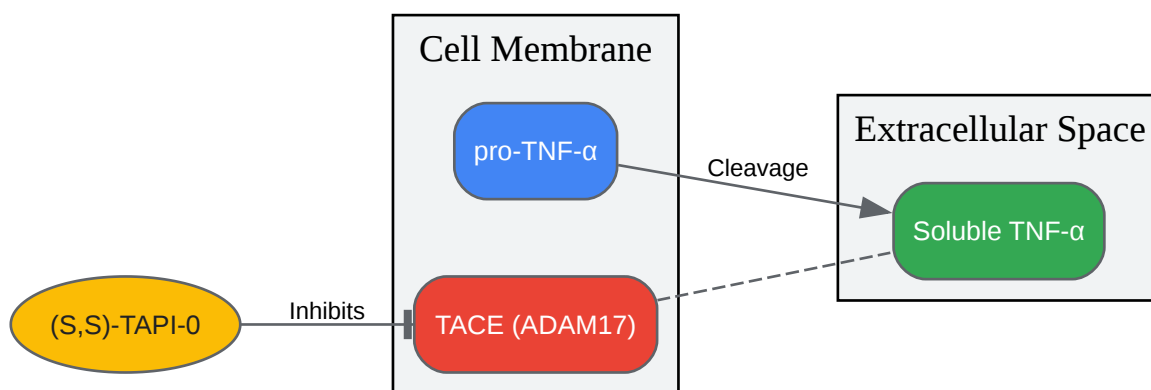 Cell Membrane
pro-TNF-α
Cleavage
Extracellular Space
Soluble TNF-α
(S,S)-TAPI-0
Inhibits
TACE (ADAM17)